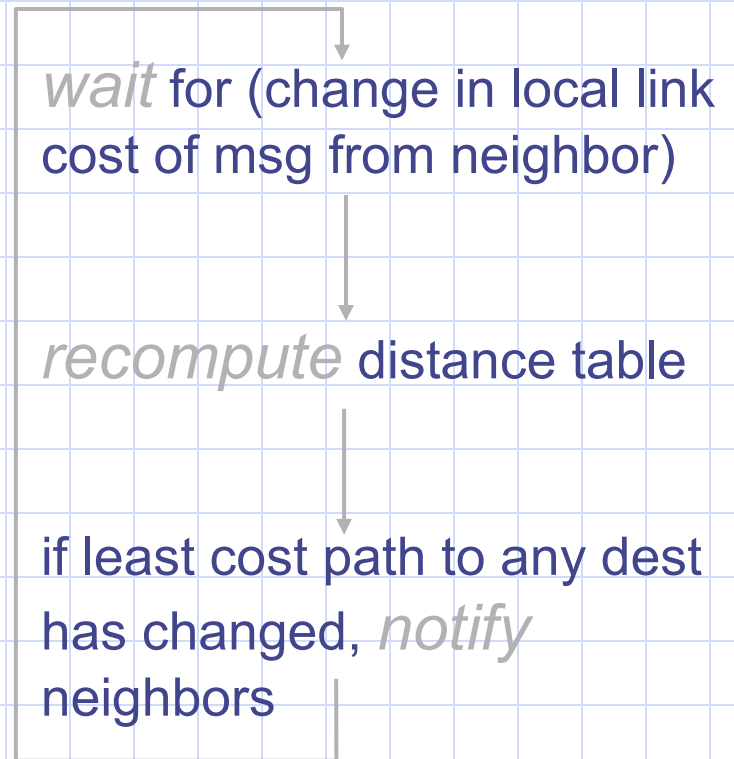 wait for (change in local link
cost of msg from neighbor)
recompute distance table
if least cost path to any dest
has changed, notify
neighbors